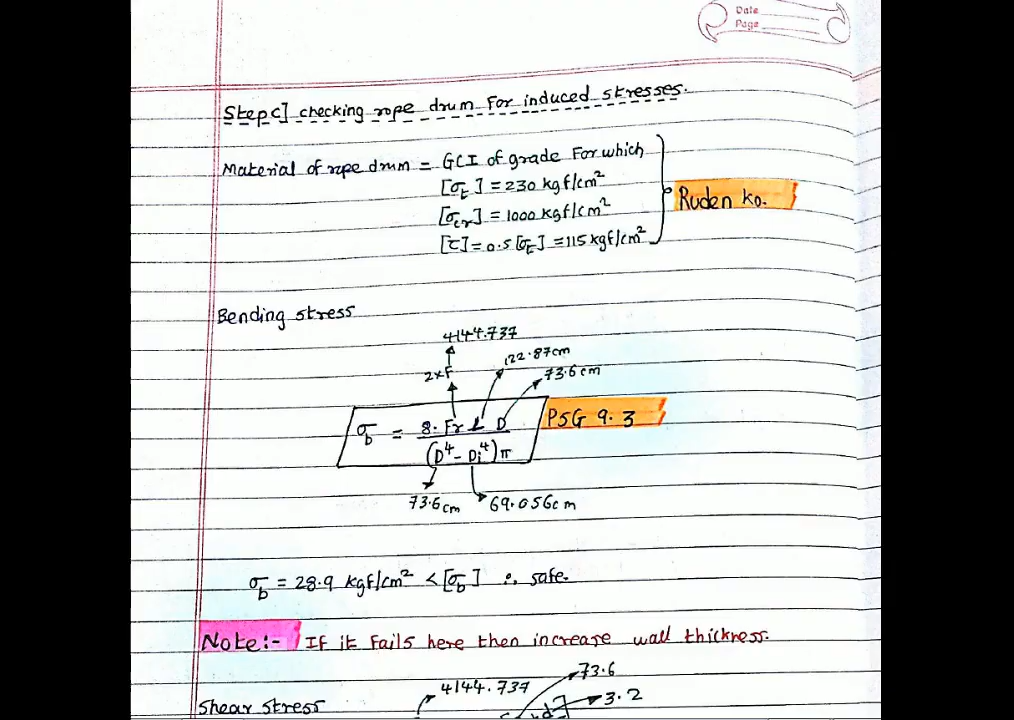 Date
Page
Step c] checking rope drum For induced stresses.
Material of rope drum = GCI of grade For which
[σt] = 230 kgf/cm²
[σcr] = 1000 kgf/cm²
[τ] = 0.5 [σt] = 115 kgf/cm²
Ruden ko.
Bending stress
4144.737
2×F
122.87cm
73.6 cm
σb = 8. Fr L D / (D⁴ - Di⁴) π
PSG 9.3
73.6cm
69.056cm
σb = 28.9 kgf/cm² < [σb] ∴ safe.
Note:- If it Fails here then increase wall thickness.
Shear stress
4144.737
73.6
3.2